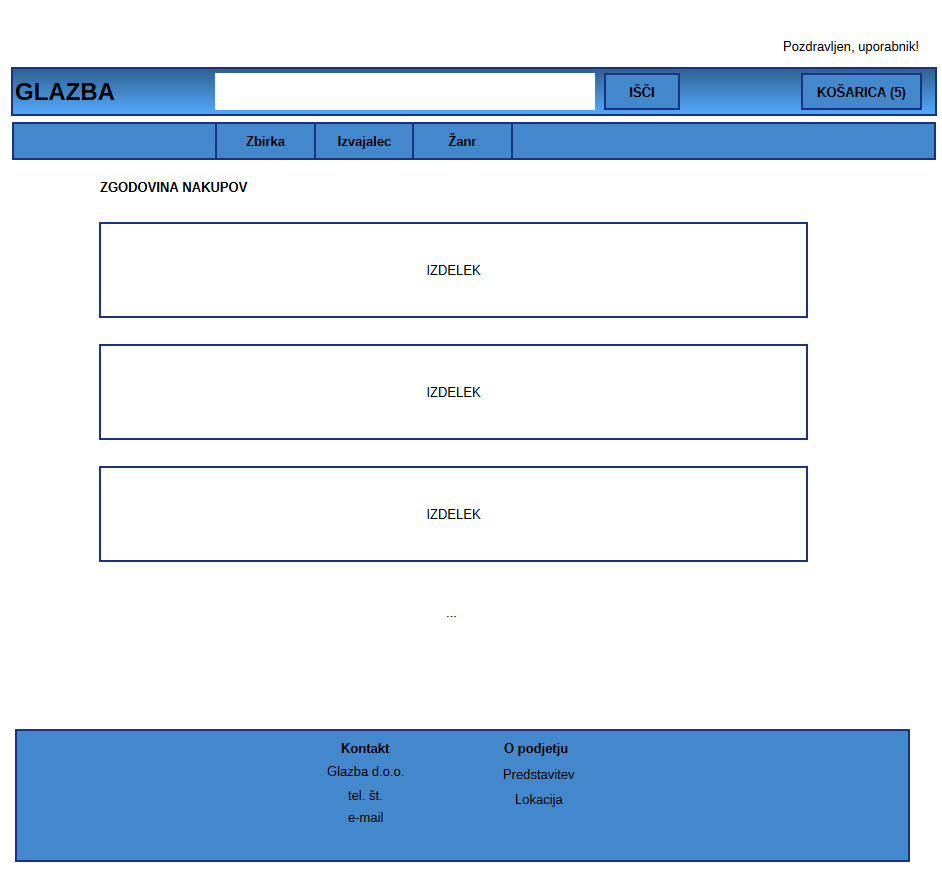 Pozdravljen, uporabnik!
GLAZBA
IŠČI
KOŠARICA (5)
Zbirka
Izvajalec
Žanr
ZGODOVINA NAKUPOV
IZDELEK
IZDELEK
IZDELEK
...
Kontakt
Glazba d.o.o.
tel. št.
e-mail
O podjetju
Predstavitev
Lokacija